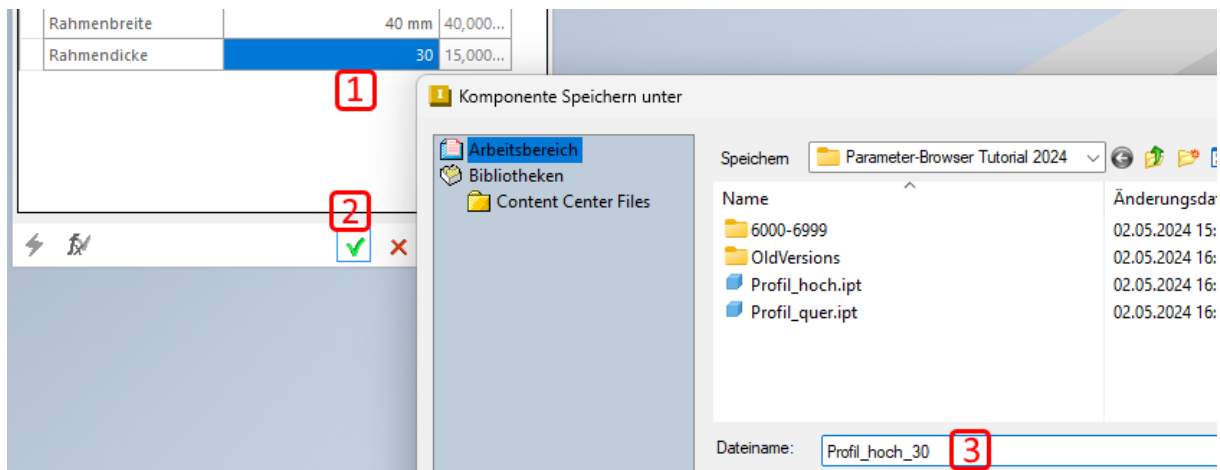 Rahmenbreite 40 mm 40,000...
Rahmendicke 30 15,000...
1
Komponente Speichern unter
Arbeitsbereich
Bibliotheken
Content Center Files
Speichern Parameter-Browser Tutorial 2024
Name Änderungsdat
6000-6999 02.05.2024 15:
OldVersions 02.05.2024 16:
Profil_hoch.ipt 02.05.2024 16:
Profil_quer.ipt 02.05.2024 16:
2
fx
Dateiname: Profil_hoch_30 3